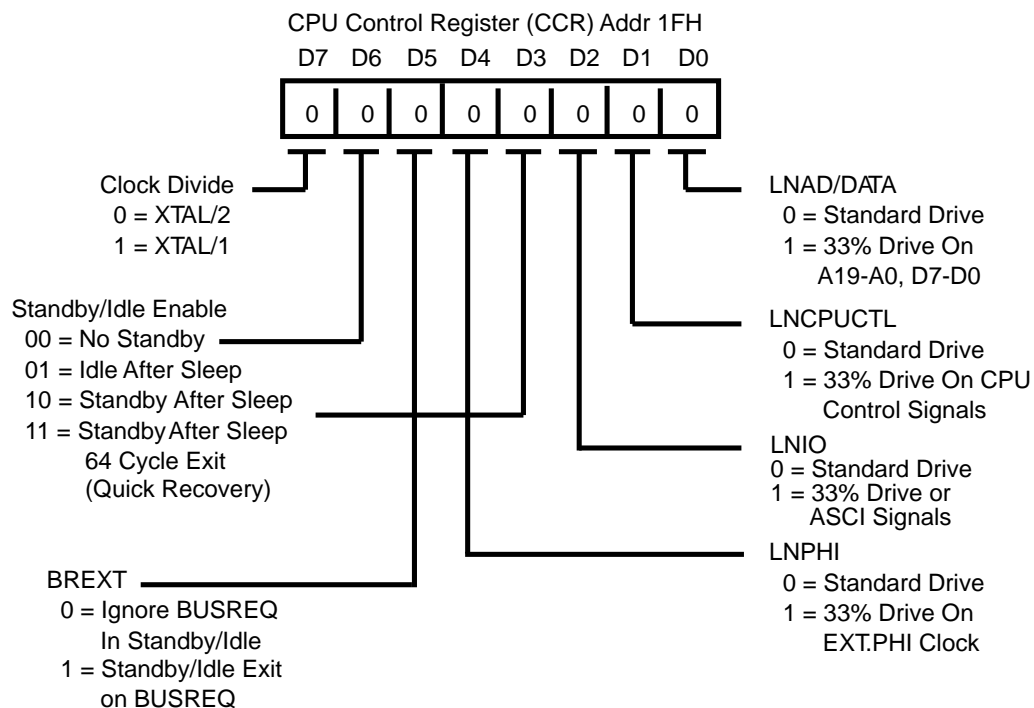 CPU Control Register (CCR) Addr 1FH
D7 D6 D5 D4 D3 D2 D1 D0
0 0 0 0 0 0 0 0
Clock Divide
0 = XTAL/2
1 = XTAL/1
Standby/Idle Enable
00 = No Standby
01 = Idle After Sleep
10 = Standby After Sleep
11 = Standby After Sleep
64 Cycle Exit
(Quick Recovery)
BREXT
0 = Ignore BUSREQ
In Standby/Idle
1 = Standby/Idle Exit
on BUSREQ
LNAD/DATA
0 = Standard Drive
1 = 33% Drive On
A19-A0, D7-D0
LNCPUCTL
0 = Standard Drive
1 = 33% Drive On CPU
Control Signals
LNIO
0 = Standard Drive
1 = 33% Drive or
ASCI Signals
LNPHI
0 = Standard Drive
1 = 33% Drive On
EXT.PHI Clock